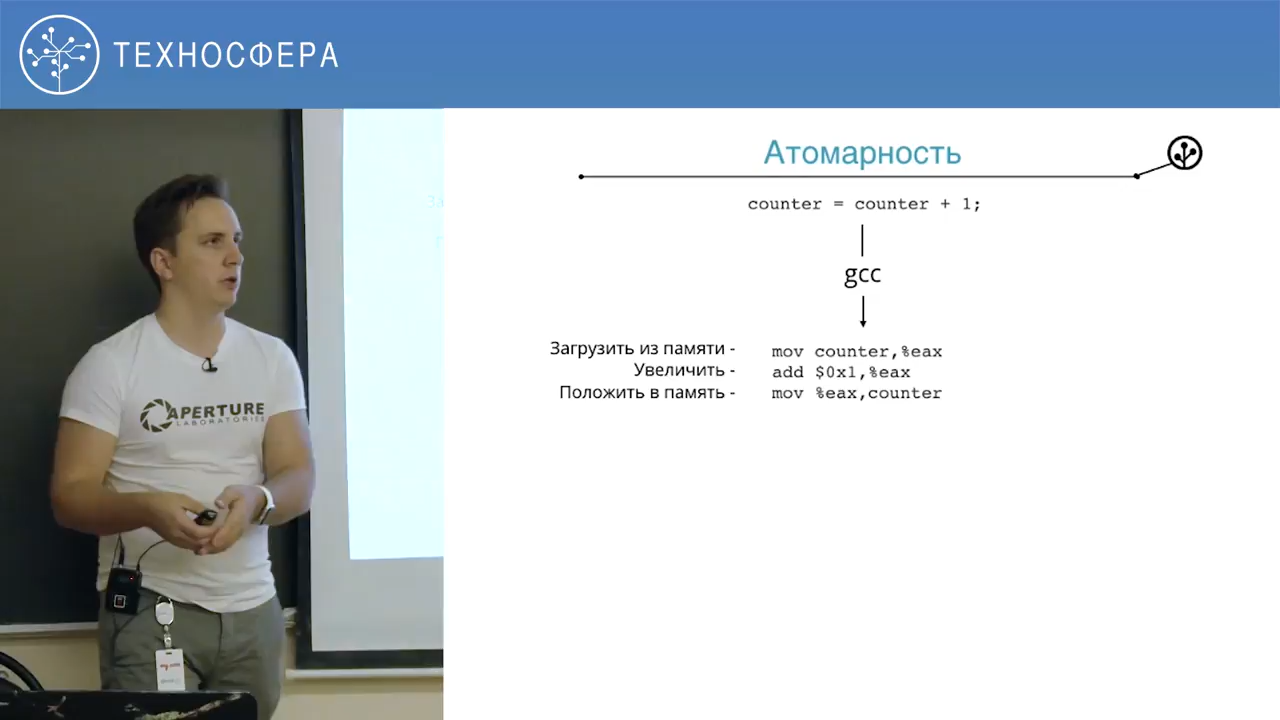 ТЕХНОСФЕРА
Атомарность
counter = counter + 1;
gcc
Загрузить из памяти - mov counter,%eax
Увеличить - add $0x1,%eax
Положить в память - mov %eax,counter
APERTURE
LABORATORIES